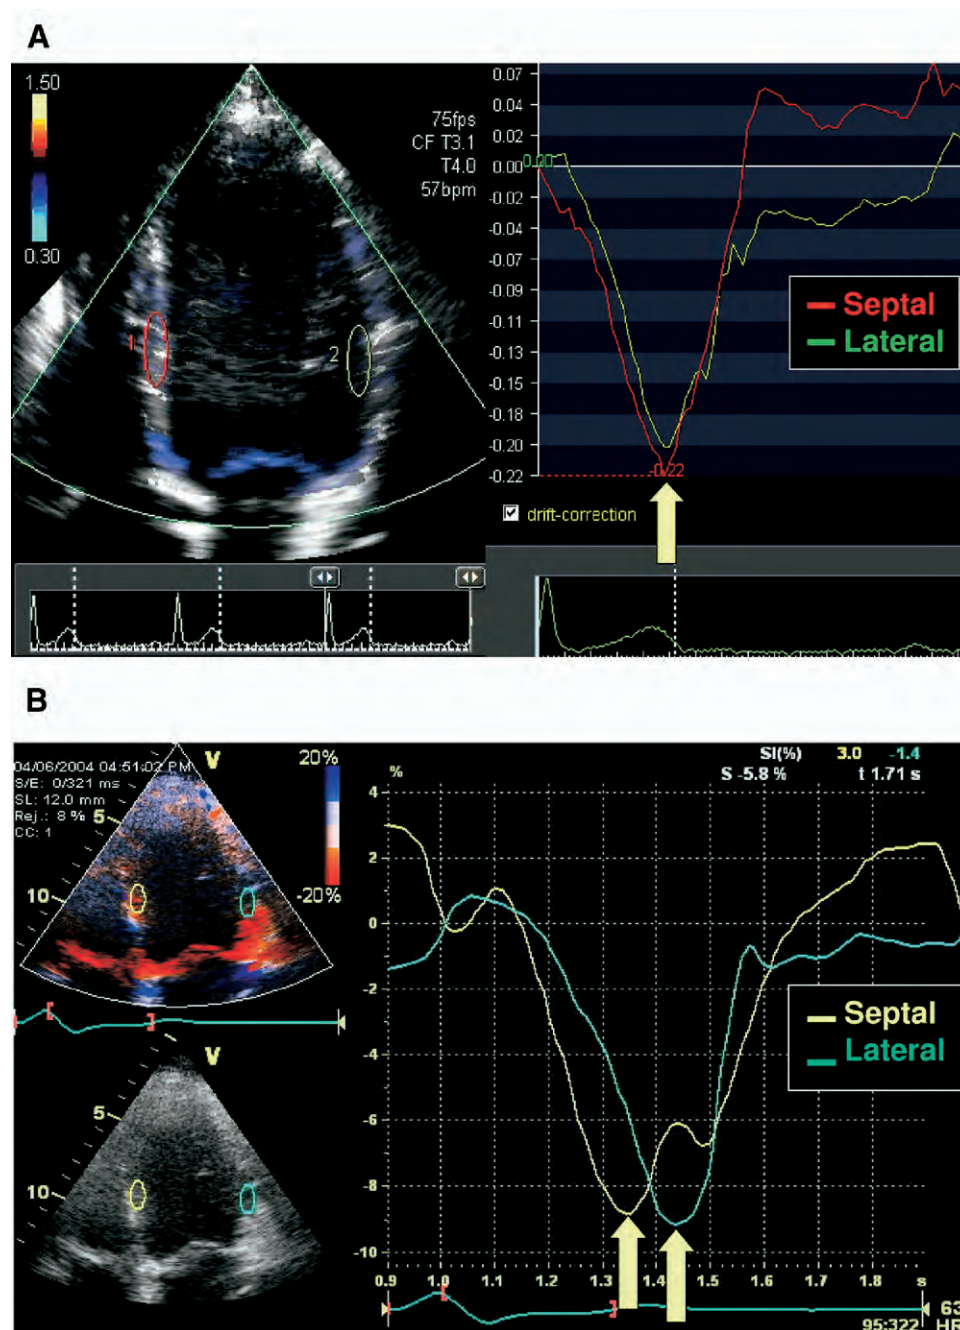 A
1.50
0.30
75fps
CF T3.1
T4.0
57bpm
1
2
0.07
0.04
0.02
0.00
-0.02
-0.04
-0.07
-0.09
-0.11
-0.13
-0.15
-0.18
-0.20
-0.22
0.00
-0.22
Septal
Lateral
drift-correction
B
04/06/2004 04:51:02 PM
S/E: 0/321 ms
SL: 12.0 mm
Rej.: 8 %
CC: 1
V
20%
-20%
5
10
V
5
10
SI(%) 3.0 -1.4
S -5.8 % t 1.71 s
%
4
2
0
-2
-4
-6
-8
-10
Septal
Lateral
0.9 1.0 1.1 1.2 1.3 1.4 1.5 1.6 1.7 1.8 s
63
95:322 HR